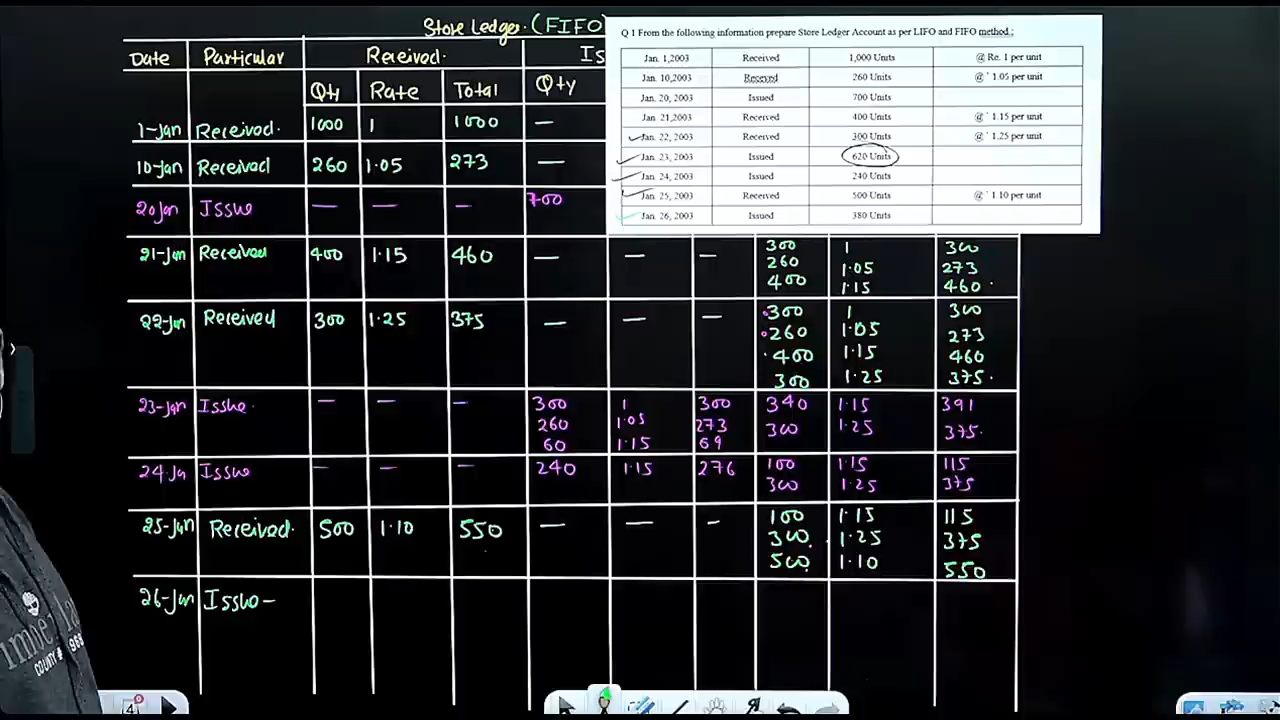 Store Ledger. (FIFO)
Q 1 From the following information prepare Store Ledger Account as per LIFO and FIFO method ;
Jan. 1,2003 Received 1,000 Units @ Re. 1 per unit
Jan. 10,2003 Received 260 Units @ ` 1.05 per unit
Jan. 20, 2003 Issued 700 Units
Jan. 21,2003 Received 400 Units @ ` 1.15 per unit
Jan. 22, 2003 Received 300 Units @ ` 1.25 per unit
Jan. 23, 2003 Issued 620 Units
Jan. 24, 2003 Issued 240 Units
Jan. 25, 2003 Received 500 Units @ ` 1.10 per unit
Jan. 26, 2003 Issued 380 Units
Date Particular Received. Is
Qty Rate Total Qty
1-Jan Received. 1000 1 1000 —
10-Jan Received 260 1.05 273 —
20Jan Issue — — — 700
21-Jan Received 400 1.15 460 — — — 300 1 300
260 1.05 273
400 1.15 460.
22-Jan Received 300 1.25 375 — — — 300 1 300
260 1.05 273
400 1.15 460
300 1.25 375.
23-Jan Issue. — — — 300 1 300 340 1.15 391
260 1.05 273 300 1.25 375.
60 1.15 69
24-Ja Issue — — — 240 1.15 276 100 1.15 115
300 1.25 375
25-Jan Received. 500 1.10 550 — — — 100 1.15 115
300. 1.25 375
500. 1.10 550
26-Jan Issue -
COUNTY # 968
4